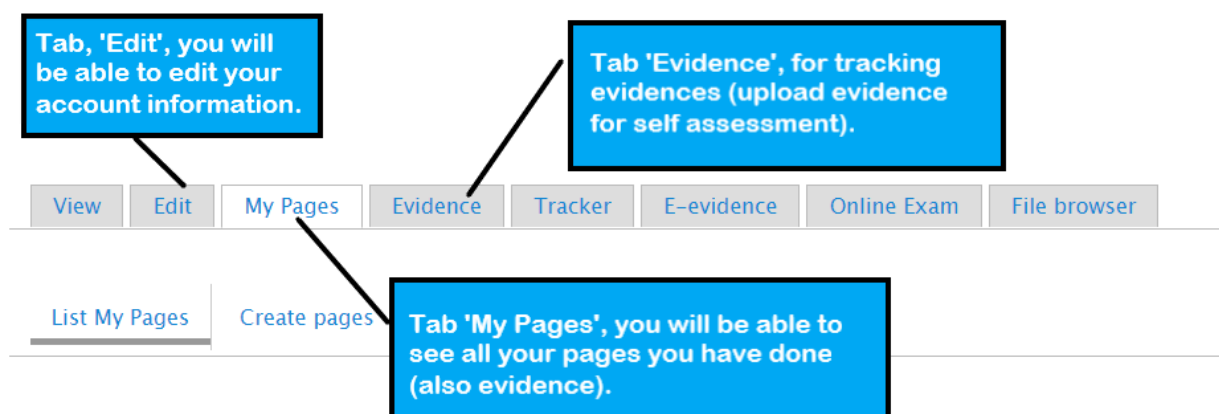 Tab, 'Edit', you will
be able to edit your
account information.
Tab 'Evidence', for tracking
evidences (upload evidence
for self assessment).
View Edit My Pages Evidence Tracker E-evidence Online Exam File browser
List My Pages Create pages
Tab 'My Pages', you will be able to
see all your pages you have done
(also evidence).